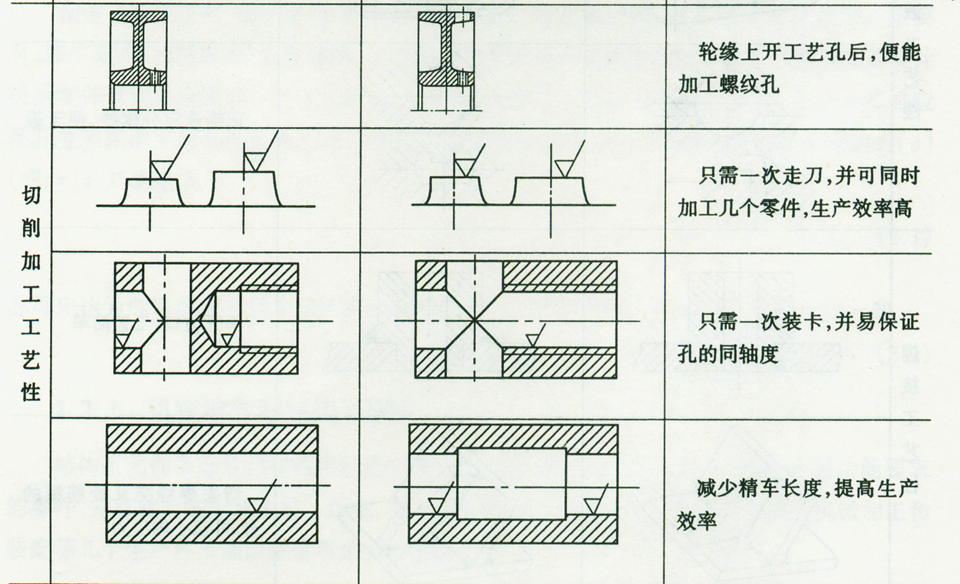 切削加工工艺性
轮缘上开工艺孔后,便能
加工螺纹孔
只需一次走刀,并可同时
加工几个零件,生产效率高
只需一次装卡,并易保证
孔的同轴度
减少精车长度,提高生产
效率